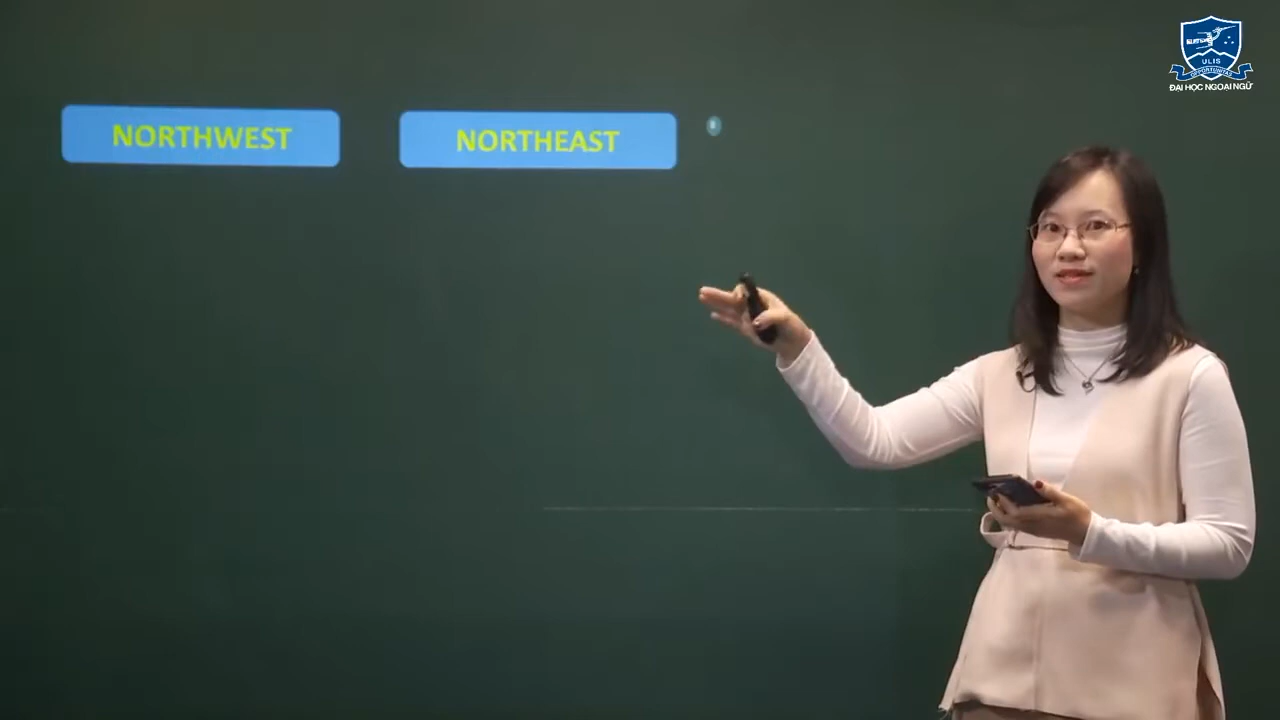 NORTHWEST
NORTHEAST
ULIS
ĐẠI HỌC NGOẠI NGỮ